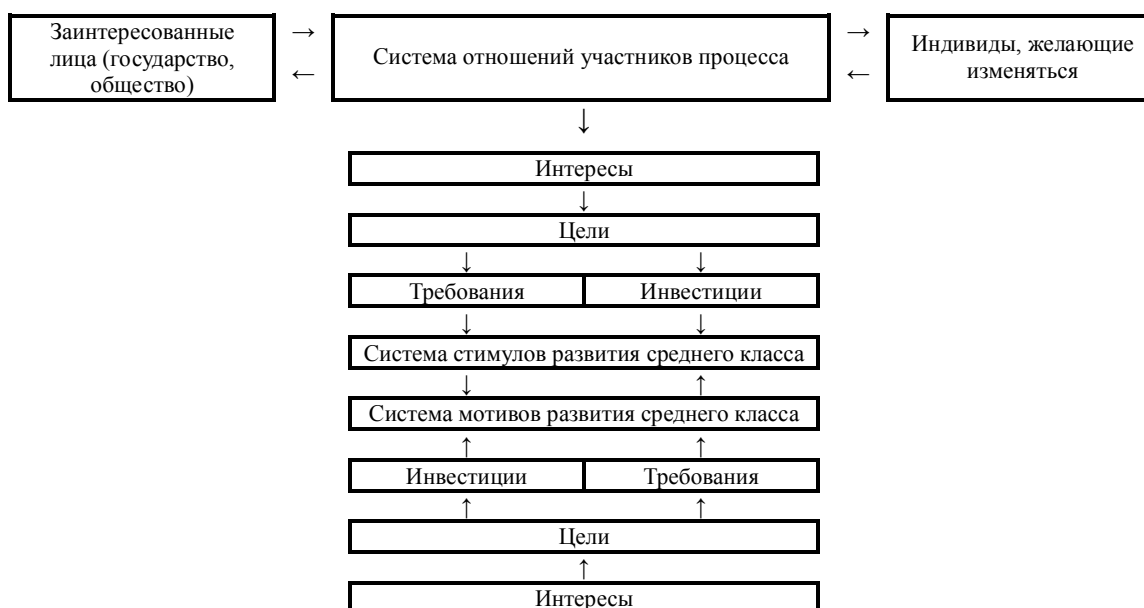 Заинтересованные
лица (государство,
общество)
→
←
Система отношений участников процесса
→
←
Индивиды, желающие
изменяться
↓
Интересы
↓
Цели
↓ ↓
Требования Инвестиции
↓ ↓
Система стимулов развития среднего класса
↓ ↑
Система мотивов развития среднего класса
↑ ↑
Инвестиции Требования
↑ ↑
Цели
↑
Интересы